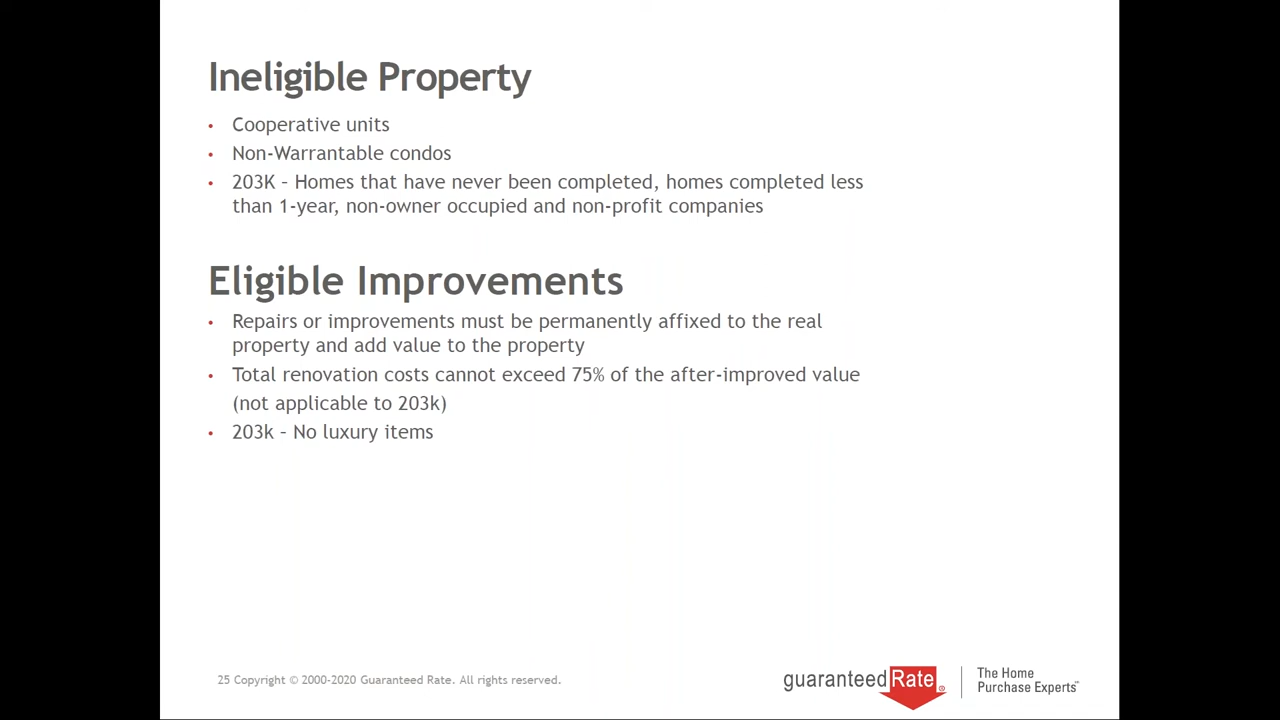 Ineligible Property
• Cooperative units
• Non-Warrantable condos
• 203K – Homes that have never been completed, homes completed less
than 1-year, non-owner occupied and non-profit companies
Eligible Improvements
• Repairs or improvements must be permanently affixed to the real
property and add value to the property
• Total renovation costs cannot exceed 75% of the after-improved value
(not applicable to 203k)
• 203k – No luxury items
25 Copyright © 2000-2020 Guaranteed Rate. All rights reserved.
guaranteed Rate®
The Home
Purchase Experts℠